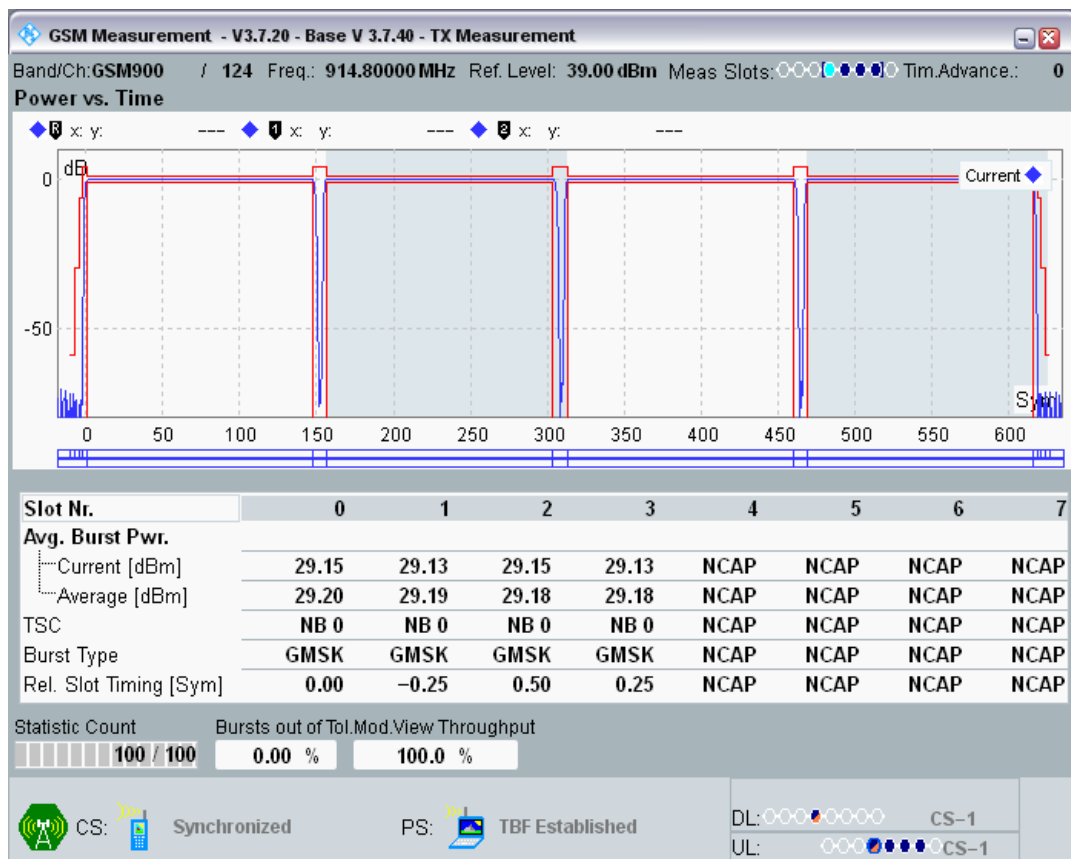 GSM Measurement - V3.7.20 - Base V 3.7.40 - TX Measurement
Band/Ch:GSM900 / 124 Freq.: 914.80000 MHz Ref. Level: 39.00 dBm Meas Slots: Tim.Advance.: 0
Power vs. Time
R x: y: --- 1 x: y: --- 2 x: y: ---
dB
0
Current
-50
Sym
0 50 100 150 200 250 300 350 400 450 500 550 600
Slot Nr. 0 1 2 3 4 5 6 7
Avg. Burst Pwr.
Current [dBm] 29.15 29.13 29.15 29.13 NCAP NCAP NCAP NCAP
Average [dBm] 29.20 29.19 29.18 29.18 NCAP NCAP NCAP NCAP
TSC NB 0 NB 0 NB 0 NB 0 NCAP NCAP NCAP NCAP
Burst Type GMSK GMSK GMSK GMSK NCAP NCAP NCAP NCAP
Rel. Slot Timing [Sym] 0.00 −0.25 0.50 0.25 NCAP NCAP NCAP NCAP
Statistic Count Bursts out of Tol.Mod.View Throughput
100 / 100 0.00 % 100.0 %
CS: Synchronized PS: TBF Established
DL: CS−1
UL: CS−1